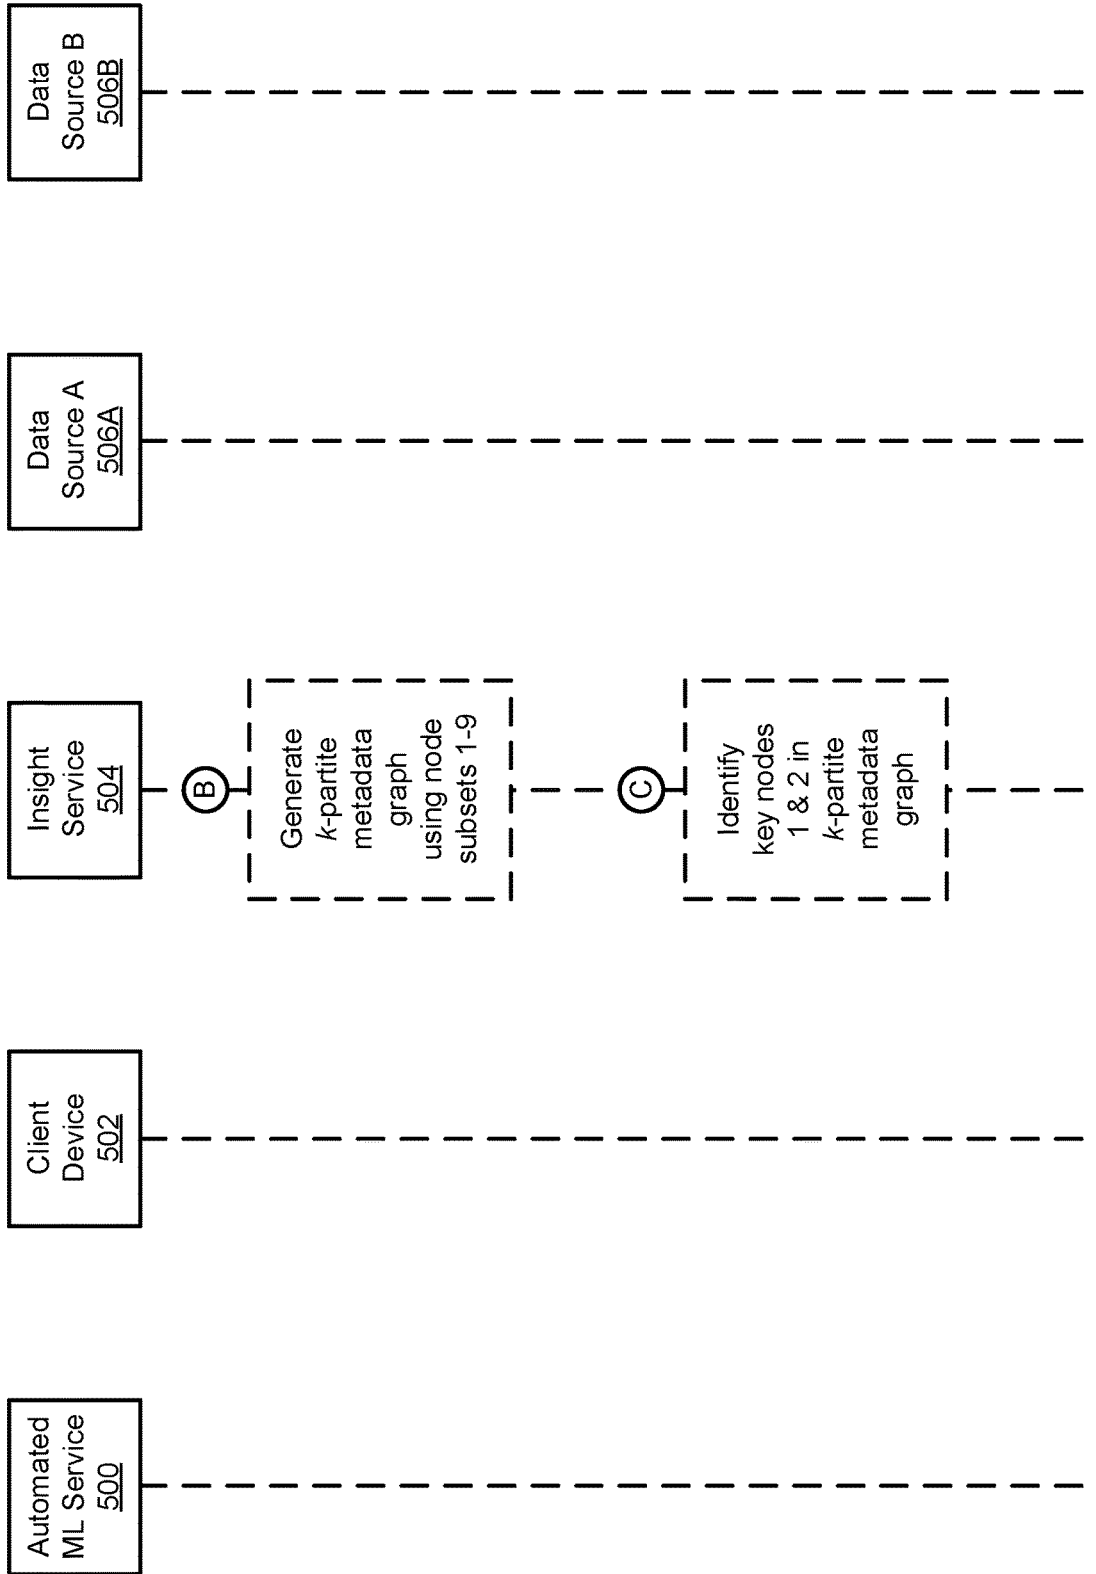 Automated
ML Service
500
Client
Device
502
Insight
Service
504
Data
Source A
506A
Data
Source B
506B
B
Generate
k-partite
metadata
graph
using node
subsets 1-9
C
Identify
key nodes
1 & 2 in
k-partite
metadata
graph